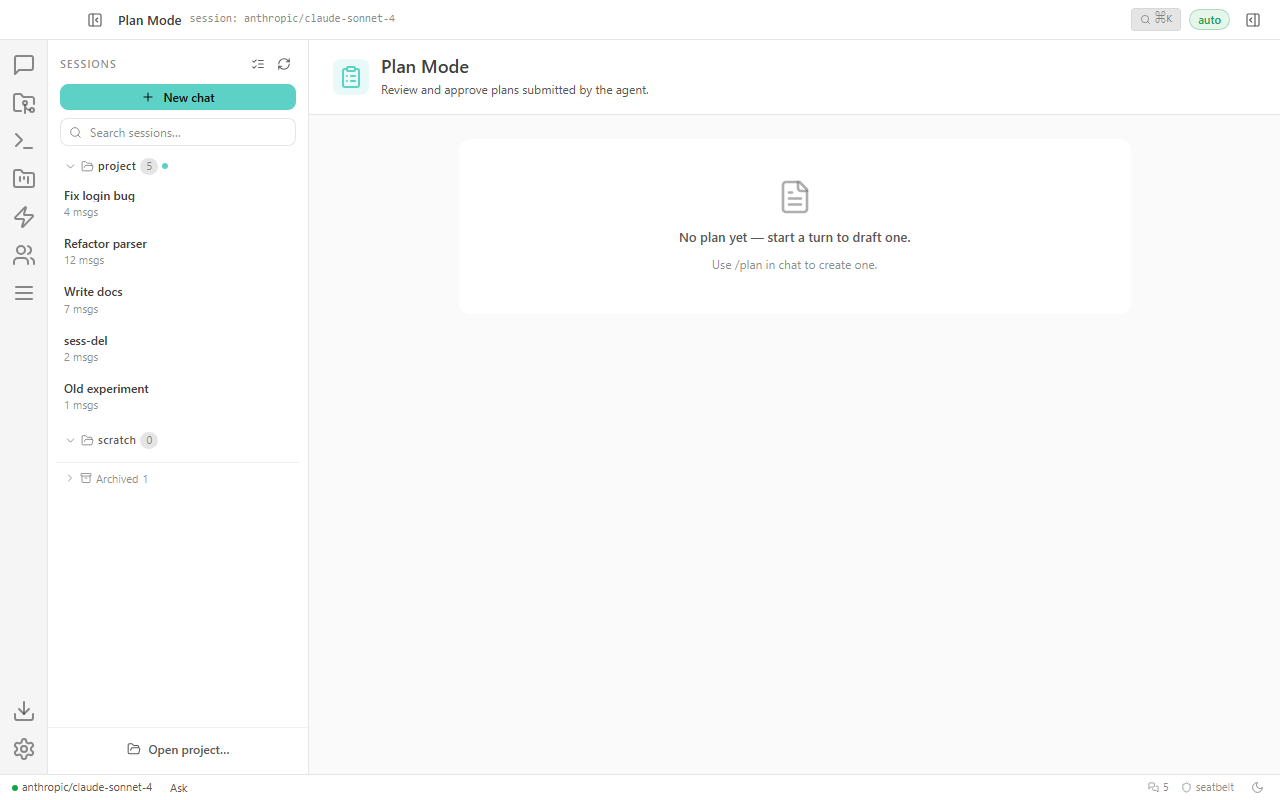 Plan Mode session: anthropic/claude-sonnet-4
⌘K
auto
SESSIONS
New chat
Search sessions...
project 5
Fix login bug
4 msgs
Refactor parser
12 msgs
Write docs
7 msgs
sess-del
2 msgs
Old experiment
1 msgs
scratch 0
Archived 1
Open project...
Plan Mode
Review and approve plans submitted by the agent.
No plan yet — start a turn to draft one.
Use /plan in chat to create one.
anthropic/claude-sonnet-4 Ask
5 seatbelt